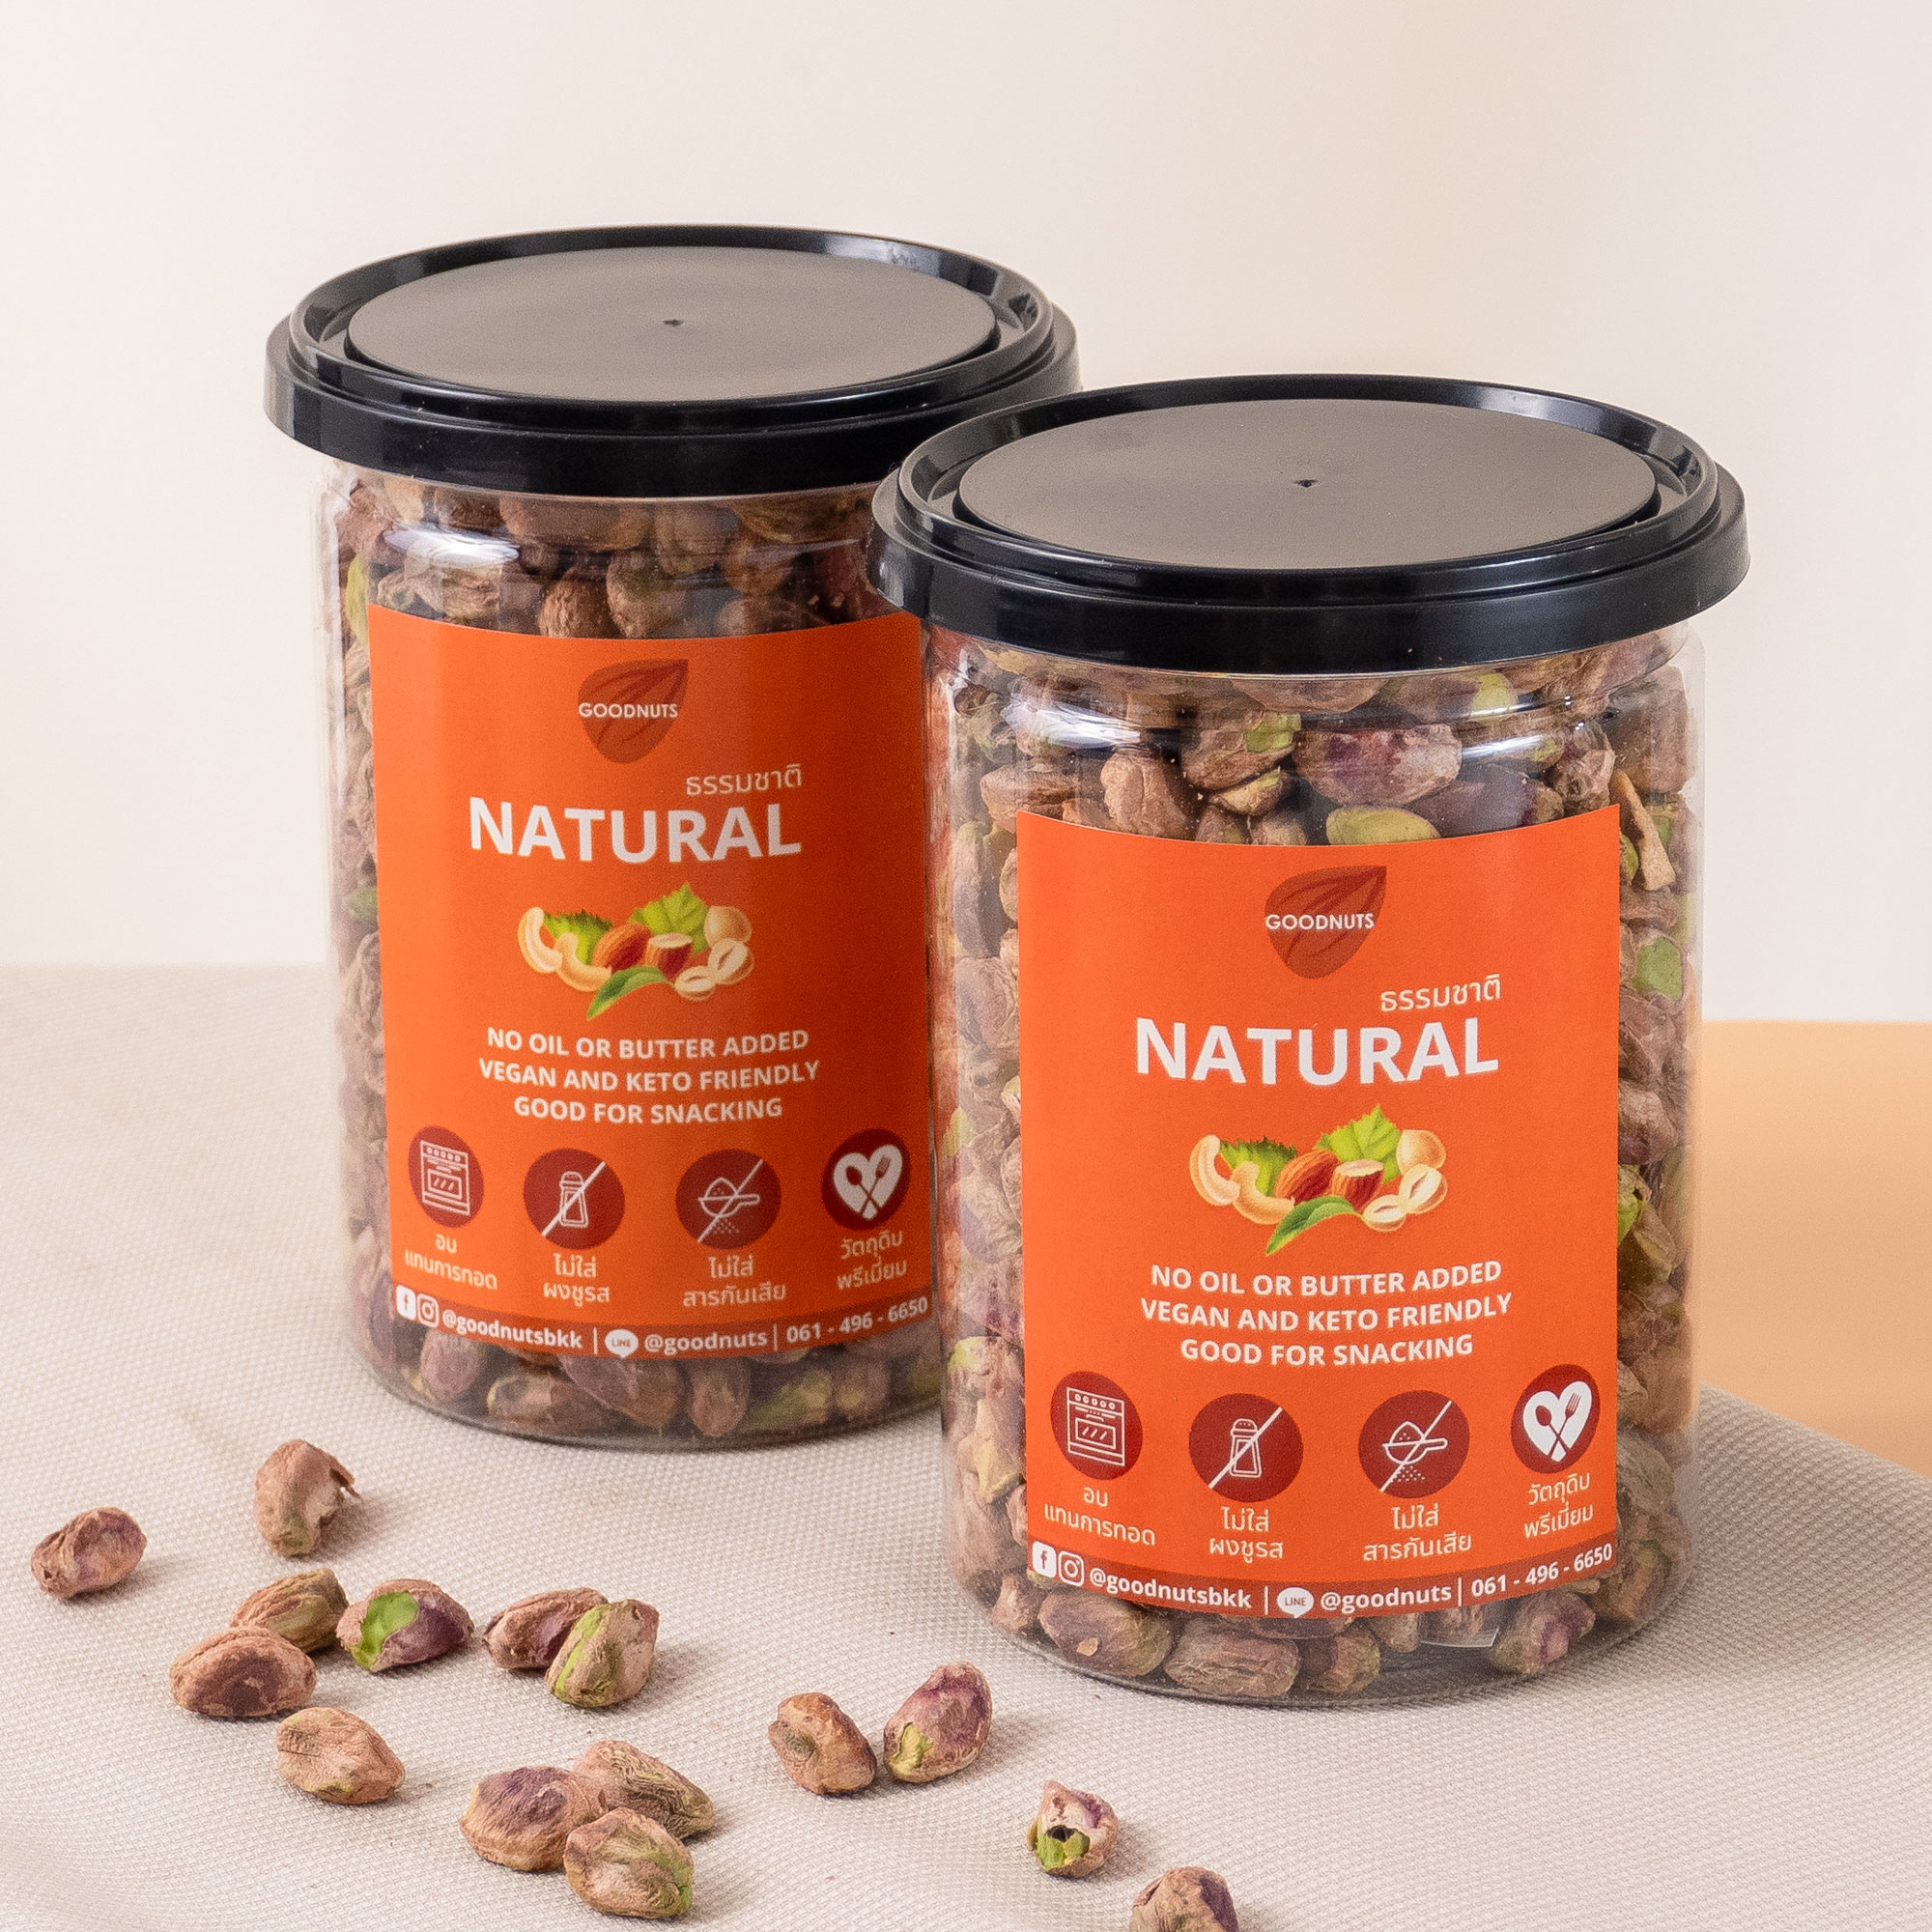 GOODNUTS
ธรรมชาติ
NATURAL
NO OIL OR BUTTER ADDED
VEGAN AND KETO FRIENDLY
GOOD FOR SNACKING
อบ
แทนการทอด
ไม่ใส่
ผงชูรส
ไม่ใส่
สารกันเสีย
วัตถุดิบ
พรีเมี่ยม
@goodnutsbkk | LINE @goodnuts | 061 - 496 - 6650
GOODNUTS
ธรรมชาติ
NATURAL
NO OIL OR BUTTER ADDED
VEGAN AND KETO FRIENDLY
GOOD FOR SNACKING
อบ
แทนการทอด
ไม่ใส่
ผงชูรส
ไม่ใส่
สารกันเสีย
วัตถุดิบ
พรีเมี่ยม
@goodnutsbkk | LINE @goodnuts | 061 - 496 - 6650